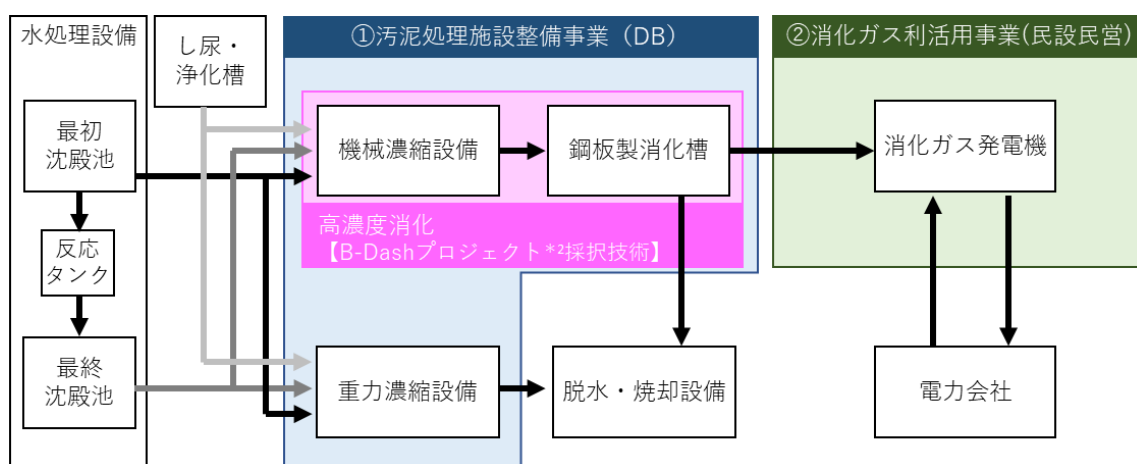 水処理設備
し尿・
浄化槽
①汚泥処理施設整備事業（DB）
②消化ガス利活用事業(民設民営)
最初
沈殿池
機械濃縮設備
鋼板製消化槽
消化ガス発電機
高濃度消化
【B-Dashプロジェクト*²採択技術】
反応
タンク
最終
沈殿池
重力濃縮設備
脱水・焼却設備
電力会社